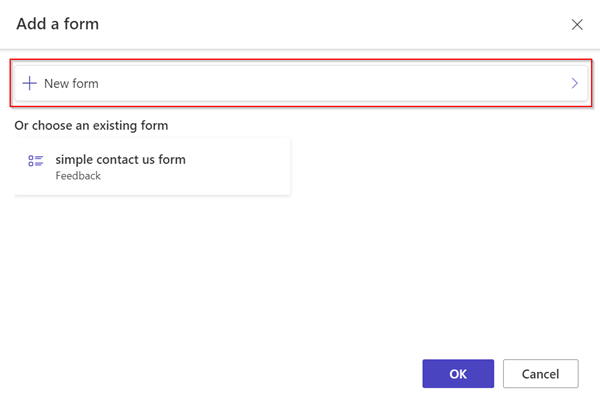 Add a form
New form
Or choose an existing form
simple contact us form
Feedback
OK Cancel